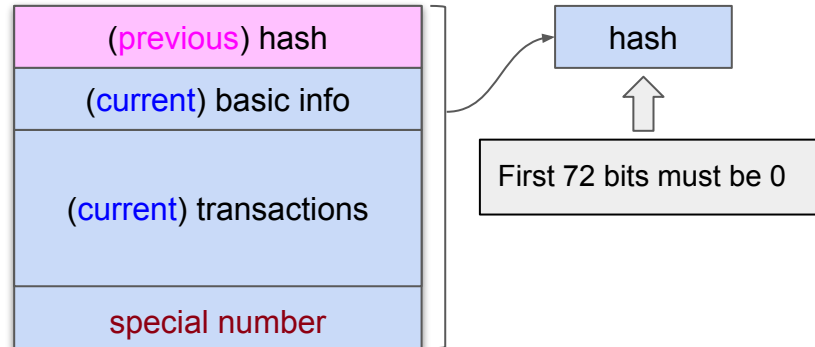 (previous) hash
(current) basic info
(current) transactions
special number
hash
First 72 bits must be 0